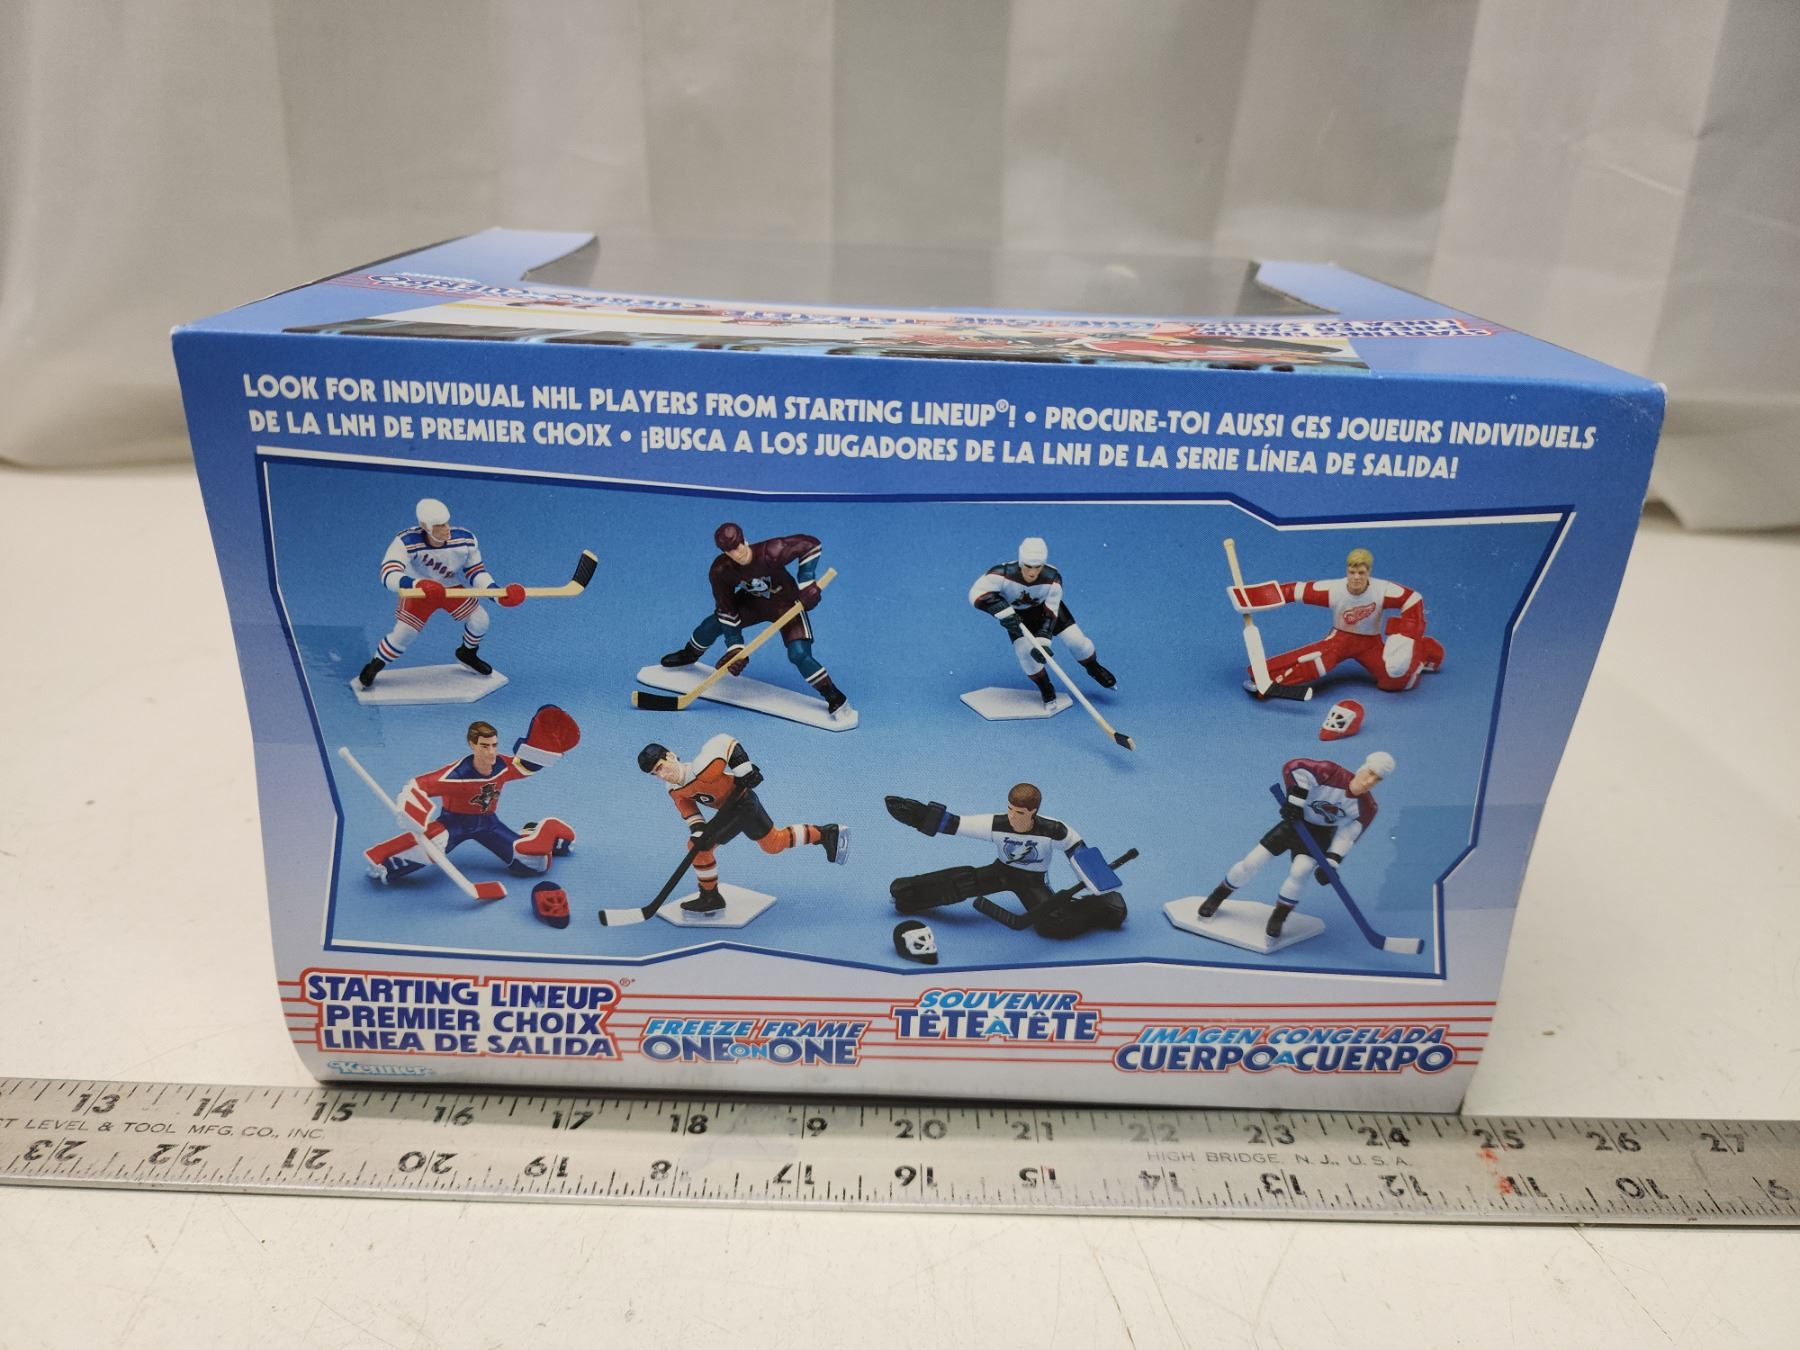 LOOK FOR INDIVIDUAL NHL PLAYERS FROM STARTING LINEUP®! • PROCURE-TOI AUSSI CES JOUEURS INDIVIDUELS
DE LA LNH DE PREMIER CHOIX • ¡BUSCA A LOS JUGADORES DE LA LNH DE LA SERIE LÍNEA DE SALIDA!
Tampa Bay
STARTING LINEUP®
PREMIER CHOIX
LINEA DE SALIDA
Kenner
FREEZE FRAME
ONE ON ONE
SOUVENIR
TÊTE À TÊTE
IMAGEN CONGELADA
CUERPO A CUERPO
13 14 15 16 17 18 19 20 21 22 23 24 25 26 27
LEVEL & TOOL MFG. CO., INC.
HIGH BRIDGE, N. J., U. S. A.
23 22 21 20 19 18 17 16 15 14 13 12 11 10 9